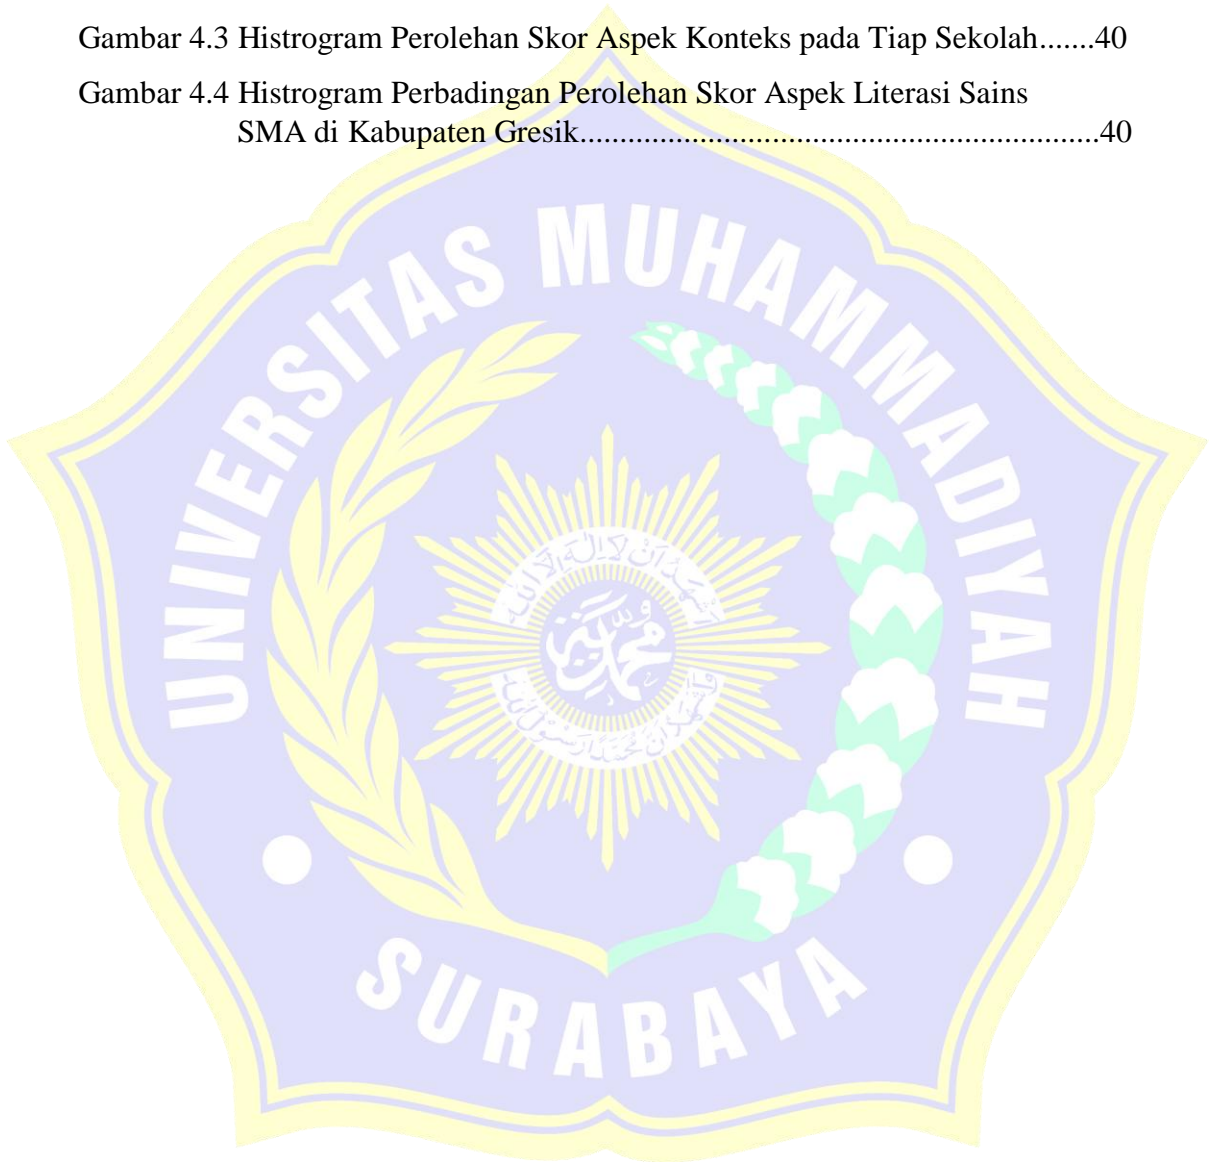 Gambar 4.3 Histrogram Perolehan Skor Aspek Konteks pada Tiap Sekolah.......40
Gambar 4.4 Histrogram Perbadingan Perolehan Skor Aspek Literasi Sains
SMA di Kabupaten Gresik.................................................................40
UNIVERSITAS MUHAMMADIYAH
محمد
SURABAYA